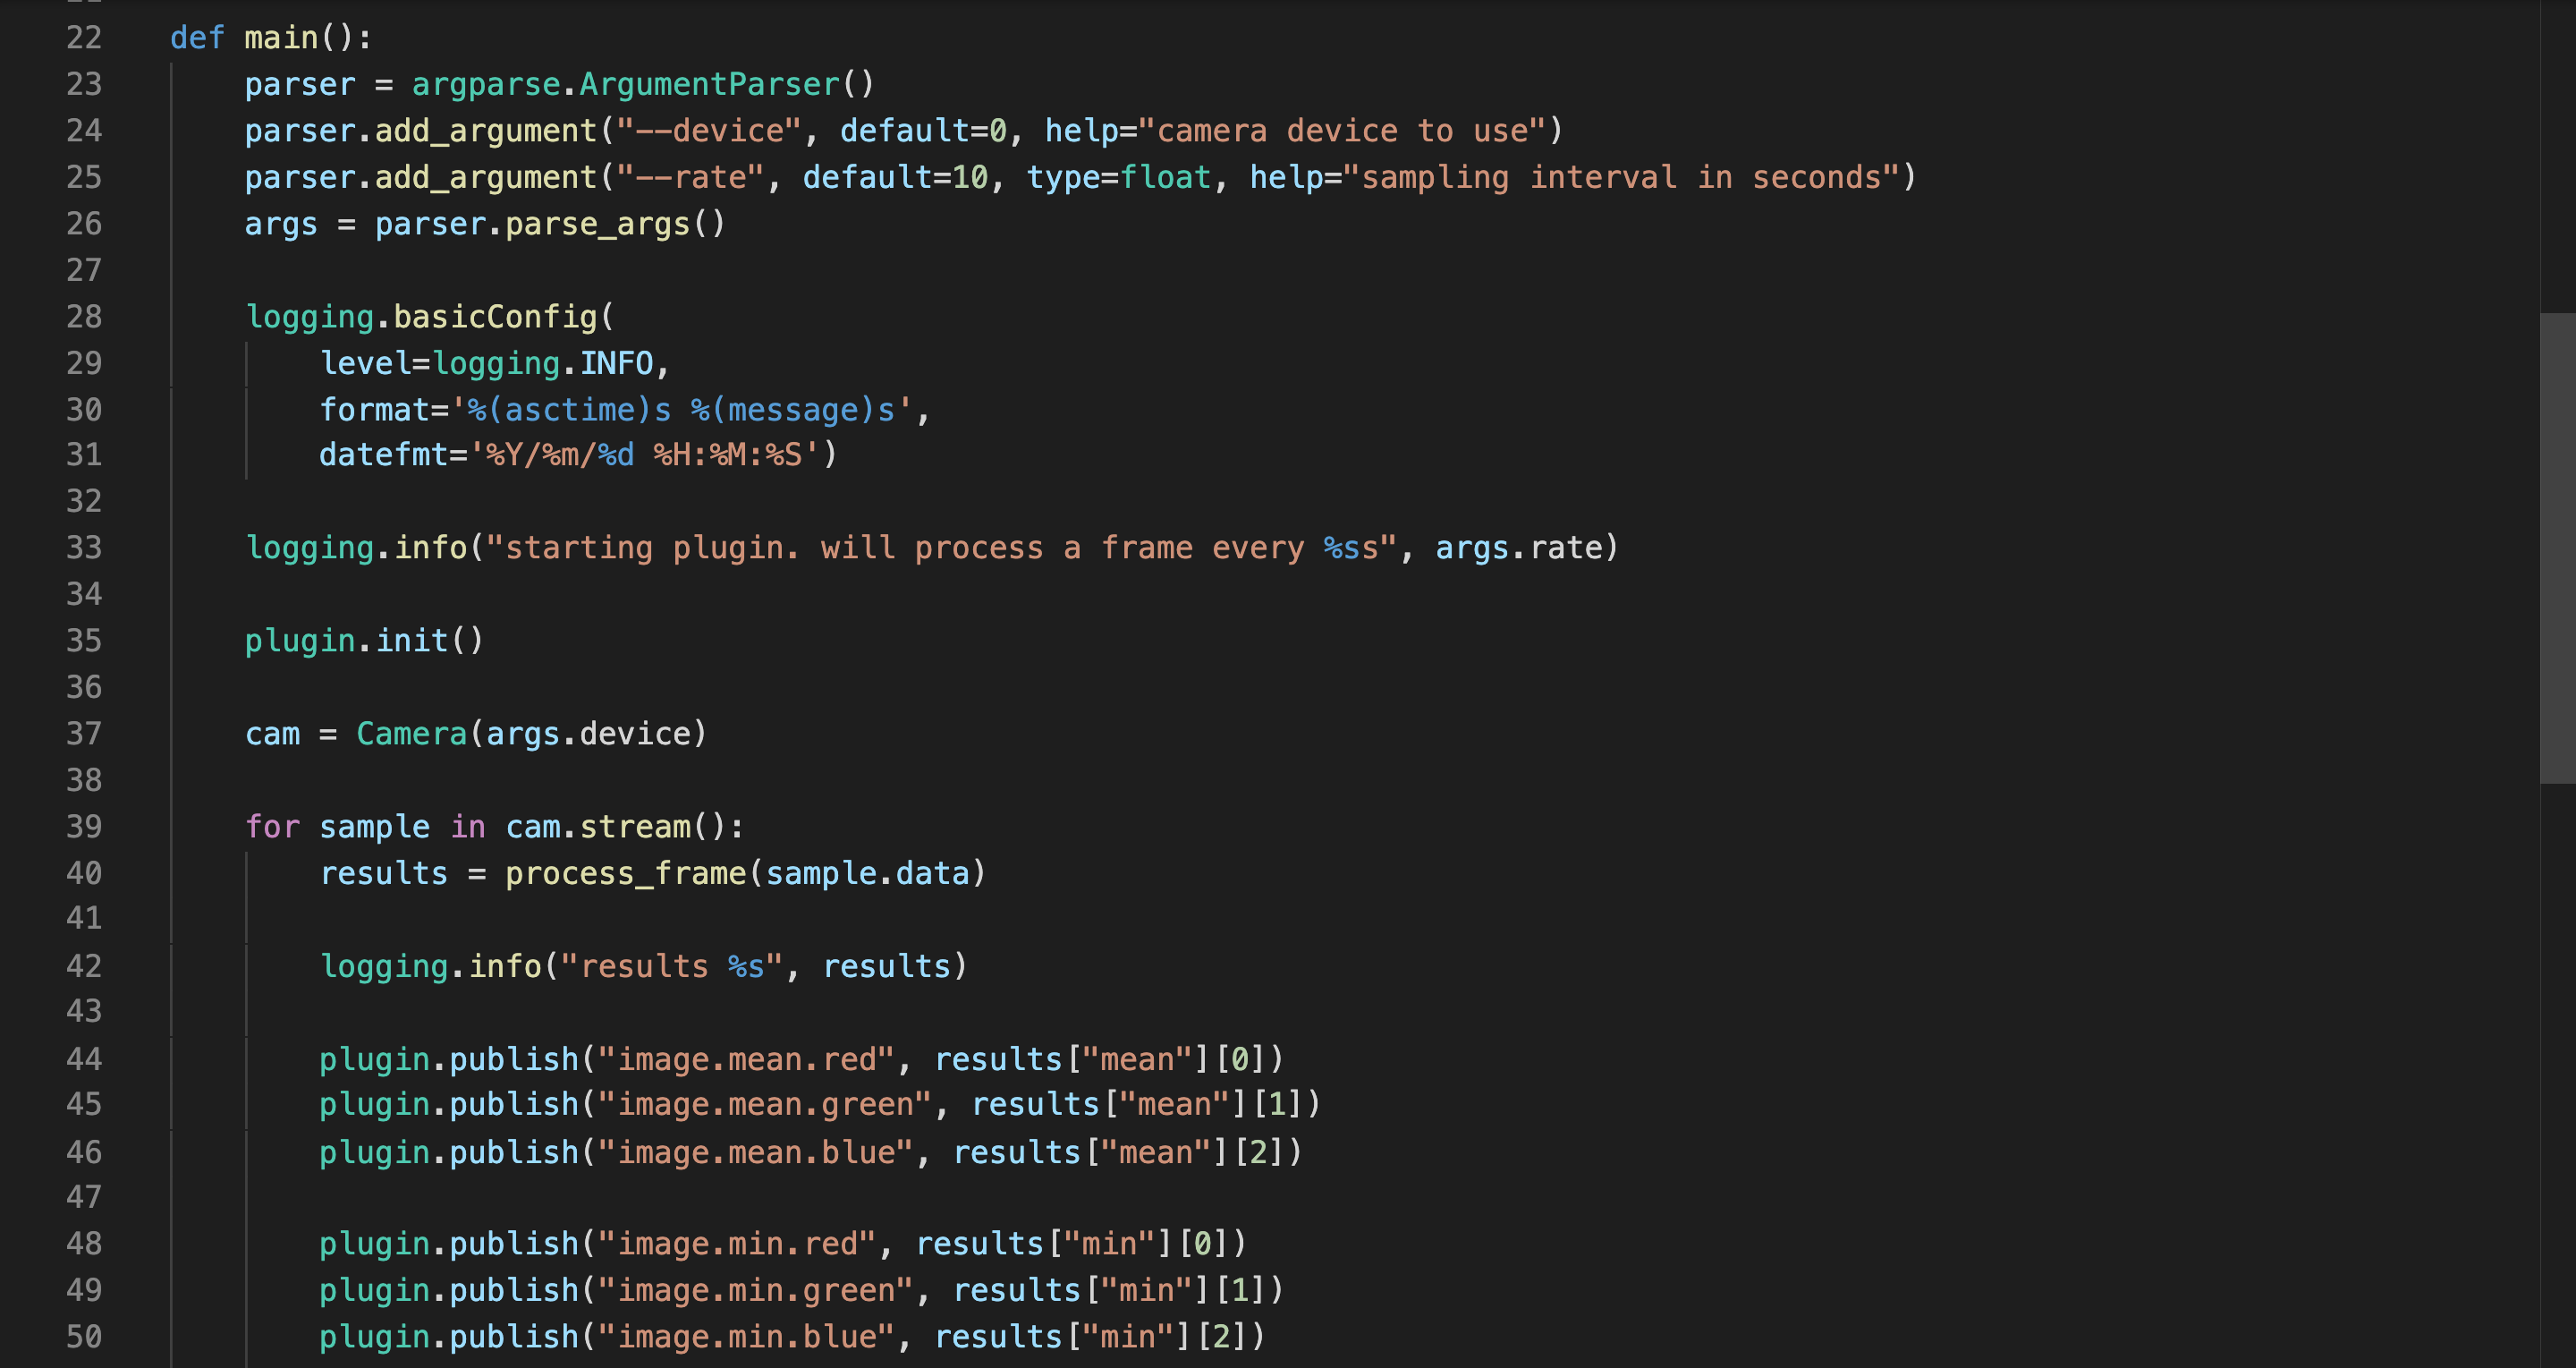 22 def main():
23     parser = argparse.ArgumentParser()
24     parser.add_argument("--device", default=0, help="camera device to use")
25     parser.add_argument("--rate", default=10, type=float, help="sampling interval in seconds")
26     args = parser.parse_args()
27
28     logging.basicConfig(
29         level=logging.INFO,
30         format='%(asctime)s %(message)s',
31         datefmt='%Y/%m/%d %H:%M:%S')
32
33     logging.info("starting plugin. will process a frame every %ss", args.rate)
34
35     plugin.init()
36
37     cam = Camera(args.device)
38
39     for sample in cam.stream():
40         results = process_frame(sample.data)
41
42         logging.info("results %s", results)
43
44         plugin.publish("image.mean.red", results["mean"][0])
45         plugin.publish("image.mean.green", results["mean"][1])
46         plugin.publish("image.mean.blue", results["mean"][2])
47
48         plugin.publish("image.min.red", results["min"][0])
49         plugin.publish("image.min.green", results["min"][1])
50         plugin.publish("image.min.blue", results["min"][2])